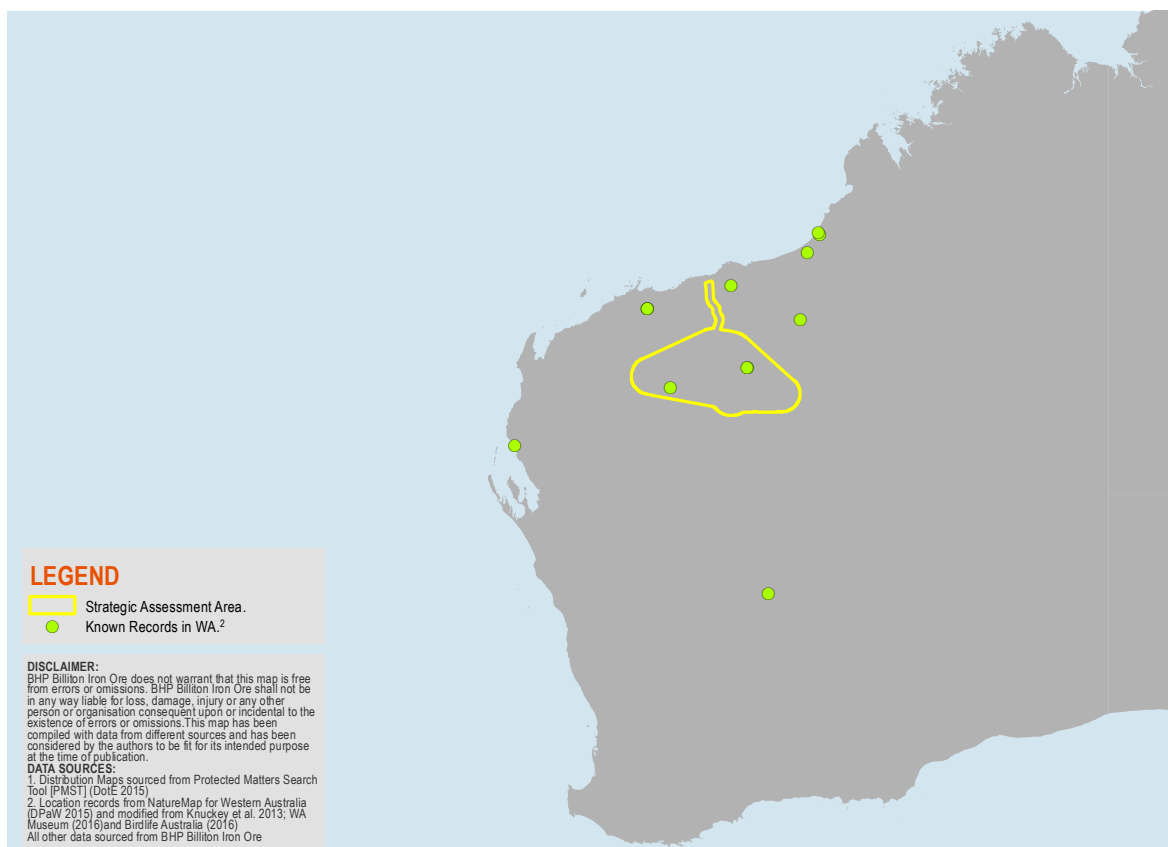 LEGEND
Strategic Assessment Area.
Known Records in WA.2
DISCLAIMER:
BHP Billiton Iron Ore does not warrant that this map is free
from errors or omissions. BHP Billiton Iron Ore shall not be
in any way liable for loss, damage, injury or any other
person or organisation consequent upon or incidental to the
existence of errors or omissions.This map has been
compiled with data from different sources and has been
considered by the authors to be fit for its intended purpose
at the time of publication.
DATA SOURCES:
1. Distribution Maps sourced from Protected Matters Search
Tool [PMST] (DotE 2015)
2. Location records from NatureMap for Western Australia
(DPaW 2015) and modified from Knuckey et al. 2013; WA
Museum (2016)and Birdlife Australia (2016)
All other data sourced from BHP Billiton Iron Ore